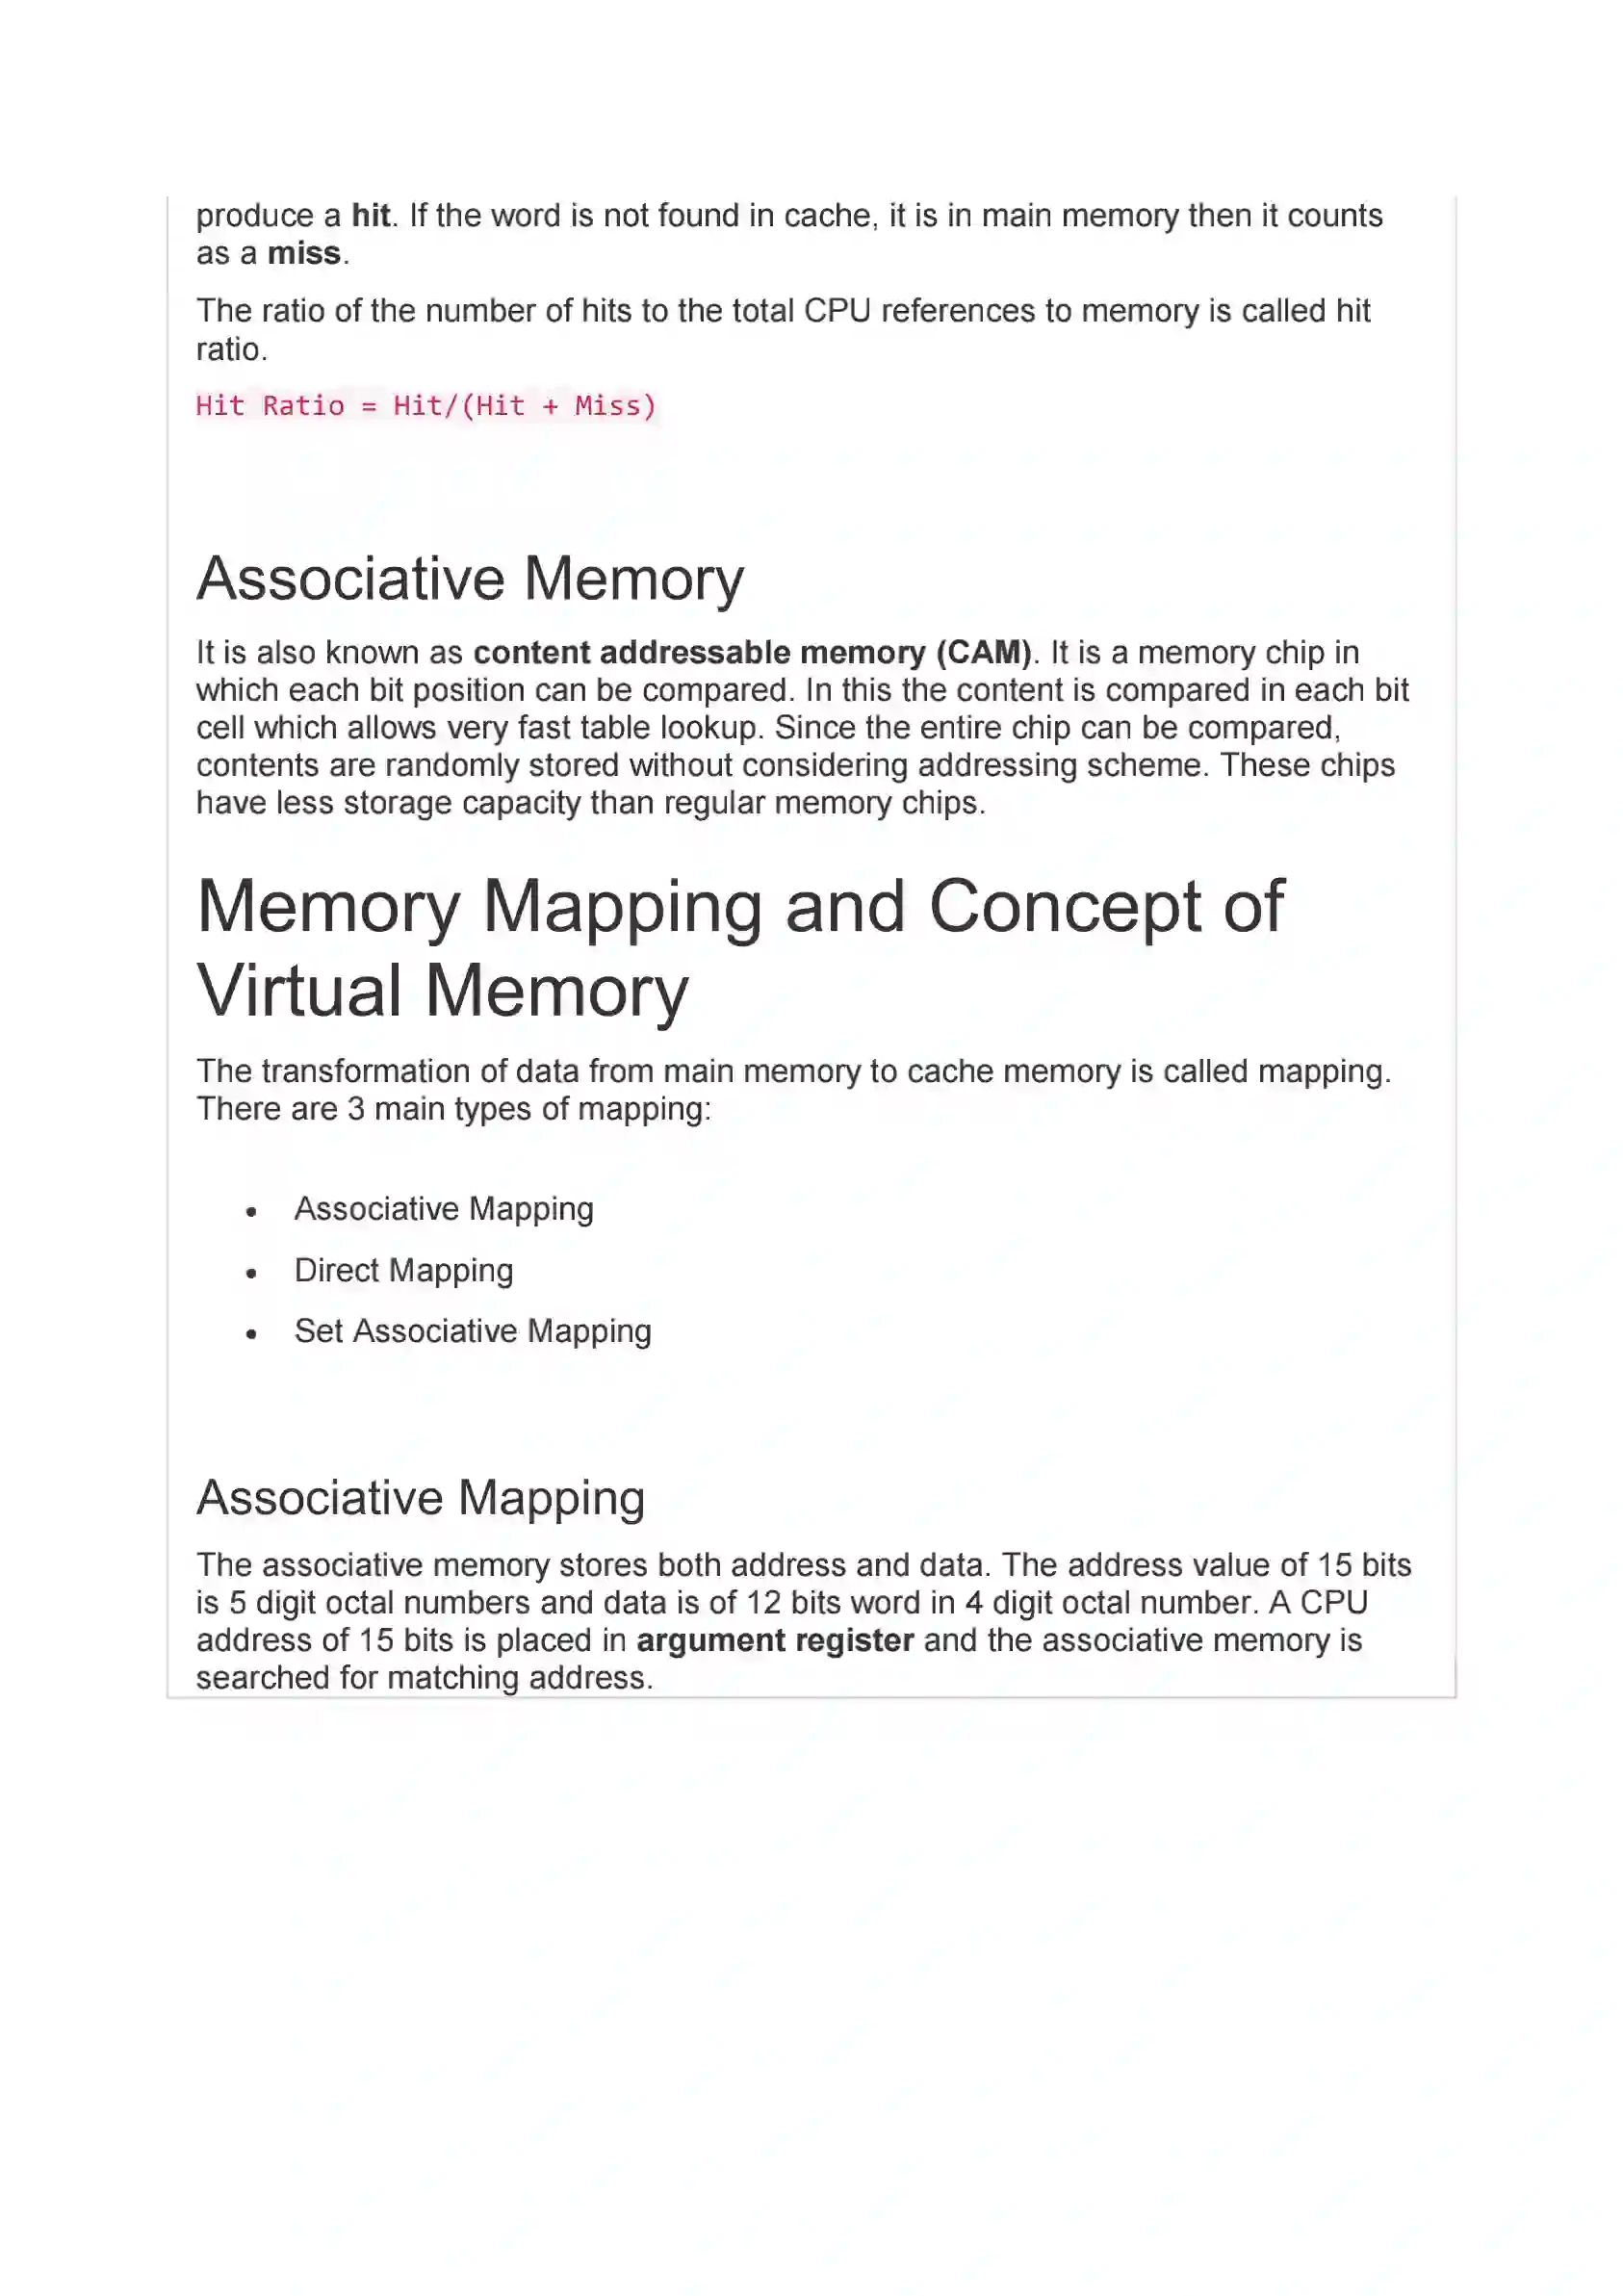 produce a hit. If the word is not found in cache, it is in main memory then it counts
as a miss.
The ratio of the number of hits to the total CPU references to memory is called hit
ratio.
Hit Ratio = Hit/(Hit + Miss)
Associative Memory
It is also known as content addressable memory (CAM). It is a memory chip in
which each bit position can be compared. In this the content is compared in each bit
cell which allows very fast table lookup. Since the entire chip can be compared,
contents are randomly stored without considering addressing scheme. These chips
have less storage capacity than regular memory chips.
Memory Mapping and Concept of
Virtual Memory
The transformation of data from main memory to cache memory is called mapping.
There are 3 main types of mapping:
• Associative Mapping
• Direct Mapping
• Set Associative Mapping
Associative Mapping
The associative memory stores both address and data. The address value of 15 bits
is 5 digit octal numbers and data is of 12 bits word in 4 digit octal number. A CPU
address of 15 bits is placed in argument register and the associative memory is
searched for matching address.